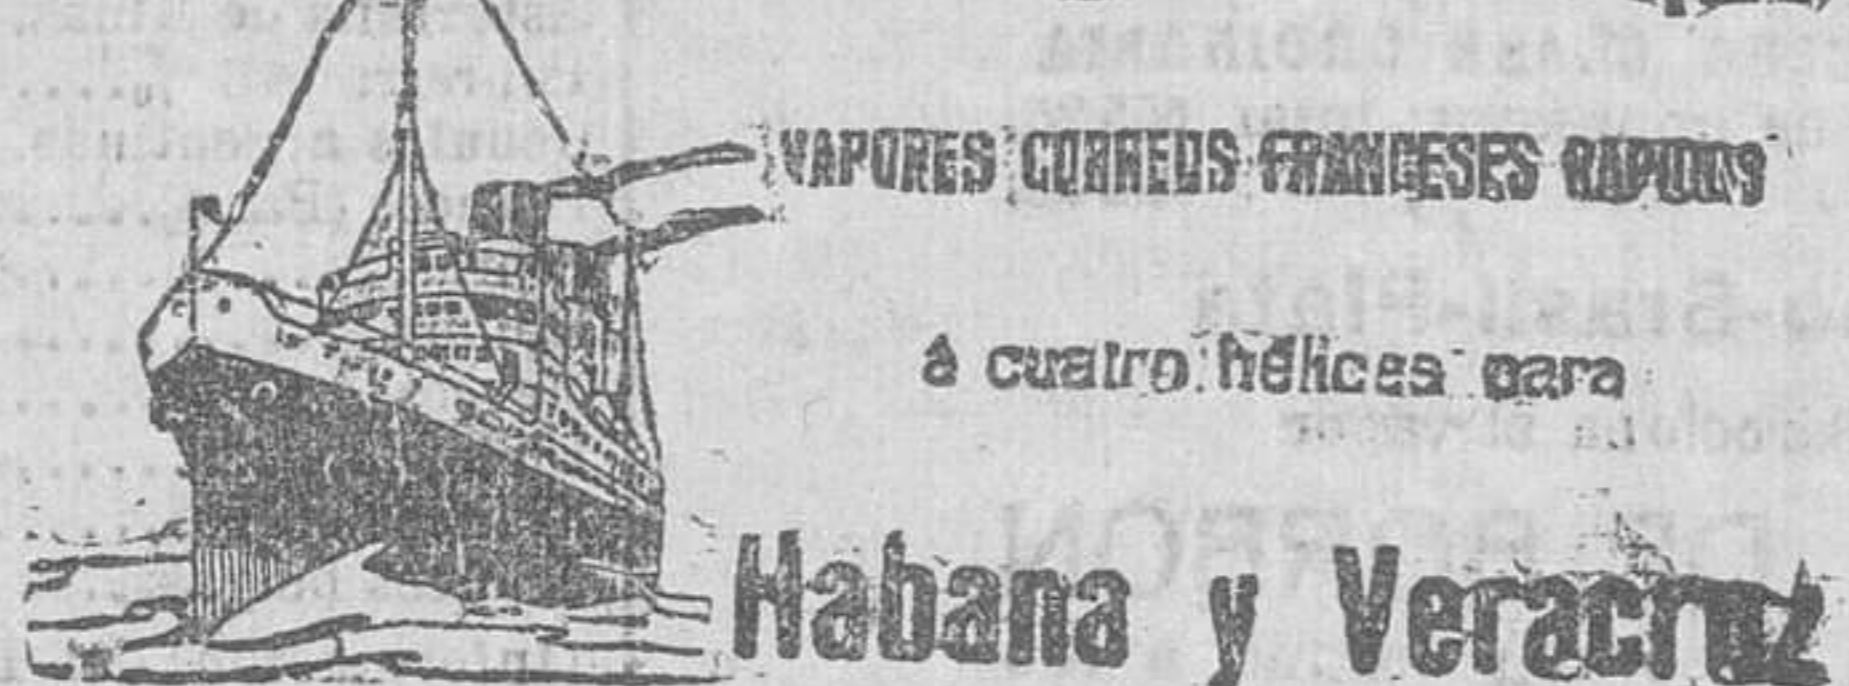 VAPORES CORREOS FRANCESES RAPIDOS
à cuatro hélices para
Habana y Veracruz